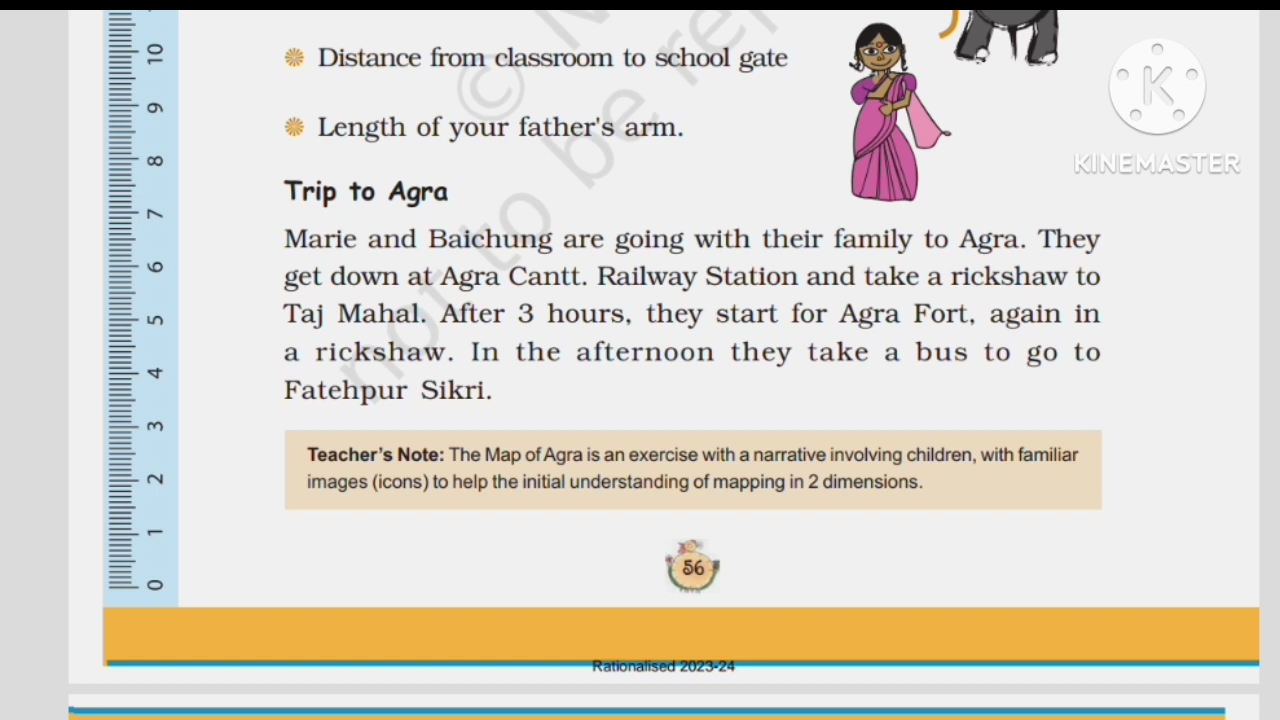 Distance from classroom to school gate
Length of your father's arm.
Trip to Agra
Marie and Baichung are going with their family to Agra. They
get down at Agra Cantt. Railway Station and take a rickshaw to
Taj Mahal. After 3 hours, they start for Agra Fort, again in
a rickshaw. In the afternoon they take a bus to go to
Fatehpur Sikri.
Teacher's Note: The Map of Agra is an exercise with a narrative involving children, with familiar
images (icons) to help the initial understanding of mapping in 2 dimensions.
56
Rationalised 2023-24
10
9
8
7
6
5
4
3
2
1
0
K
KINEMASTER
©
not to be re